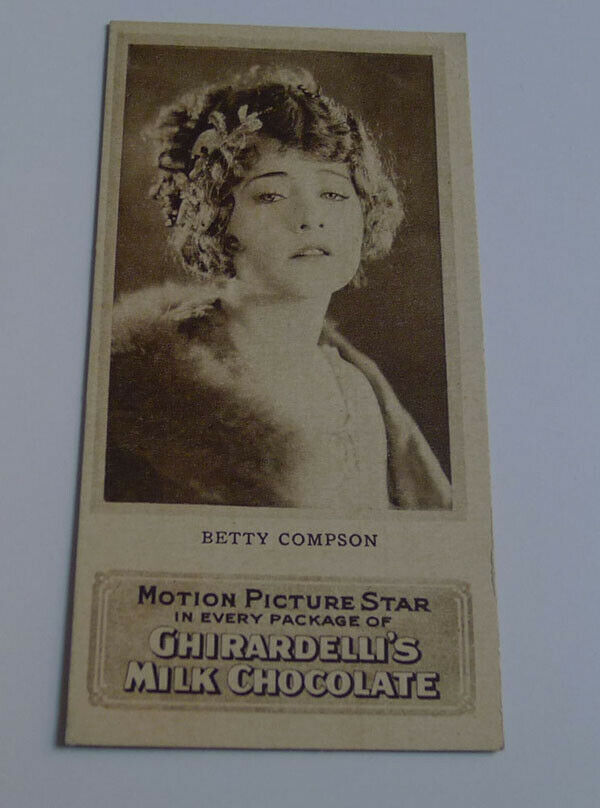 BETTY COMPSON
MOTION PICTURE STAR
IN EVERY PACKAGE OF
GHIRARDELLI'S
MILK CHOCOLATE